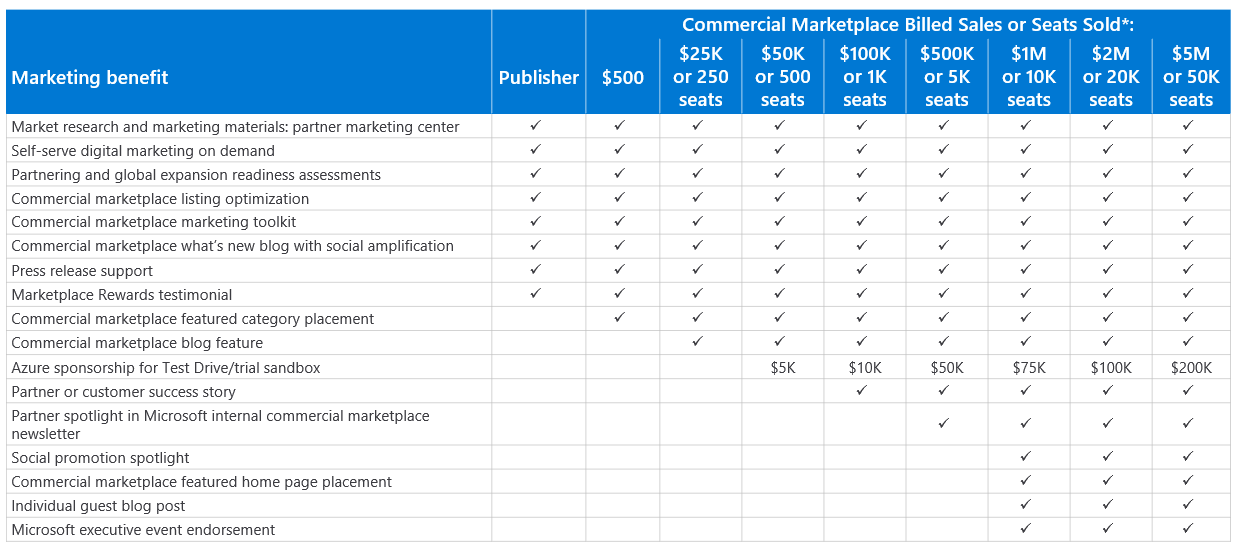 Commercial Marketplace Billed Sales or Seats Sold*:
Marketing benefit Publisher $500 $25K or 250 seats $50K or 500 seats $100K or 1K seats $500K or 5K seats $1M or 10K seats $2M or 20K seats $5M or 50K seats
Market research and marketing materials: partner marketing center ✓ ✓ ✓ ✓ ✓ ✓ ✓ ✓ ✓
Self-serve digital marketing on demand ✓ ✓ ✓ ✓ ✓ ✓ ✓ ✓ ✓
Partnering and global expansion readiness assessments ✓ ✓ ✓ ✓ ✓ ✓ ✓ ✓ ✓
Commercial marketplace listing optimization ✓ ✓ ✓ ✓ ✓ ✓ ✓ ✓ ✓
Commercial marketplace marketing toolkit ✓ ✓ ✓ ✓ ✓ ✓ ✓ ✓ ✓
Commercial marketplace what's new blog with social amplification ✓ ✓ ✓ ✓ ✓ ✓ ✓ ✓ ✓
Press release support ✓ ✓ ✓ ✓ ✓ ✓ ✓ ✓ ✓
Marketplace Rewards testimonial ✓ ✓ ✓ ✓ ✓ ✓ ✓ ✓ ✓
Commercial marketplace featured category placement ✓ ✓ ✓ ✓ ✓ ✓ ✓ ✓
Commercial marketplace blog feature ✓ ✓ ✓ ✓ ✓ ✓ ✓
Azure sponsorship for Test Drive/trial sandbox $5K $10K $50K $75K $100K $200K
Partner or customer success story ✓ ✓ ✓ ✓ ✓
Partner spotlight in Microsoft internal commercial marketplace
newsletter ✓ ✓ ✓ ✓
Social promotion spotlight ✓ ✓ ✓
Commercial marketplace featured home page placement ✓ ✓ ✓
Individual guest blog post ✓ ✓ ✓
Microsoft executive event endorsement ✓ ✓ ✓